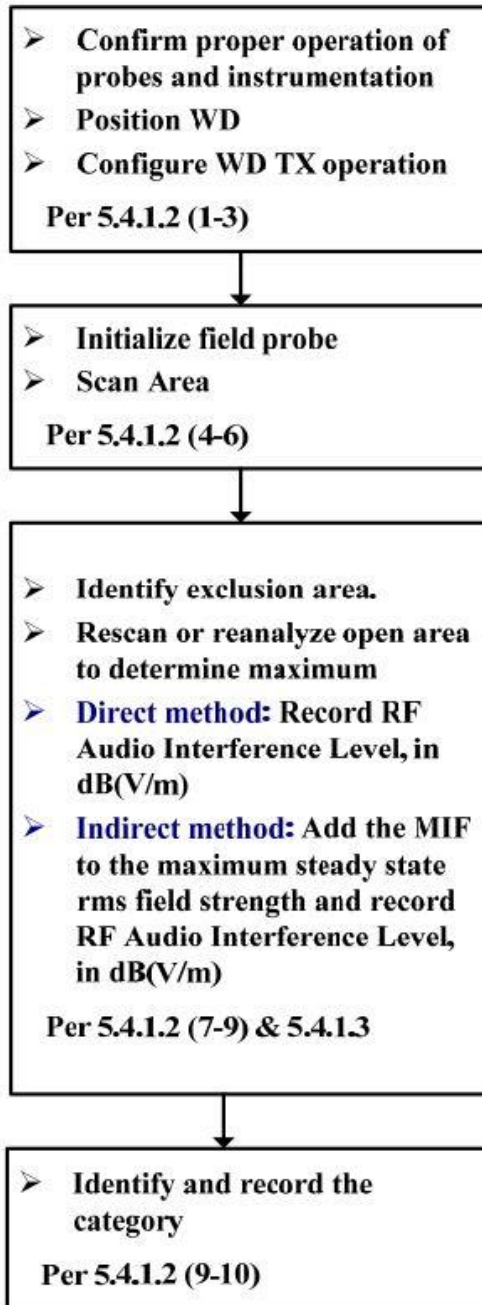 ➢ Confirm proper operation of
probes and instrumentation
➢ Position WD
➢ Configure WD TX operation
Per 5.4.1.2 (1-3)
➢ Initialize field probe
➢ Scan Area
Per 5.4.1.2 (4-6)
➢ Identify exclusion area.
➢ Rescan or reanalyze open area
to determine maximum
➢ Direct method: Record RF
Audio Interference Level, in
dB(V/m)
➢ Indirect method: Add the MIF
to the maximum steady state
rms field strength and record
RF Audio Interference Level,
in dB(V/m)
Per 5.4.1.2 (7-9) & 5.4.1.3
➢ Identify and record the
category
Per 5.4.1.2 (9-10)